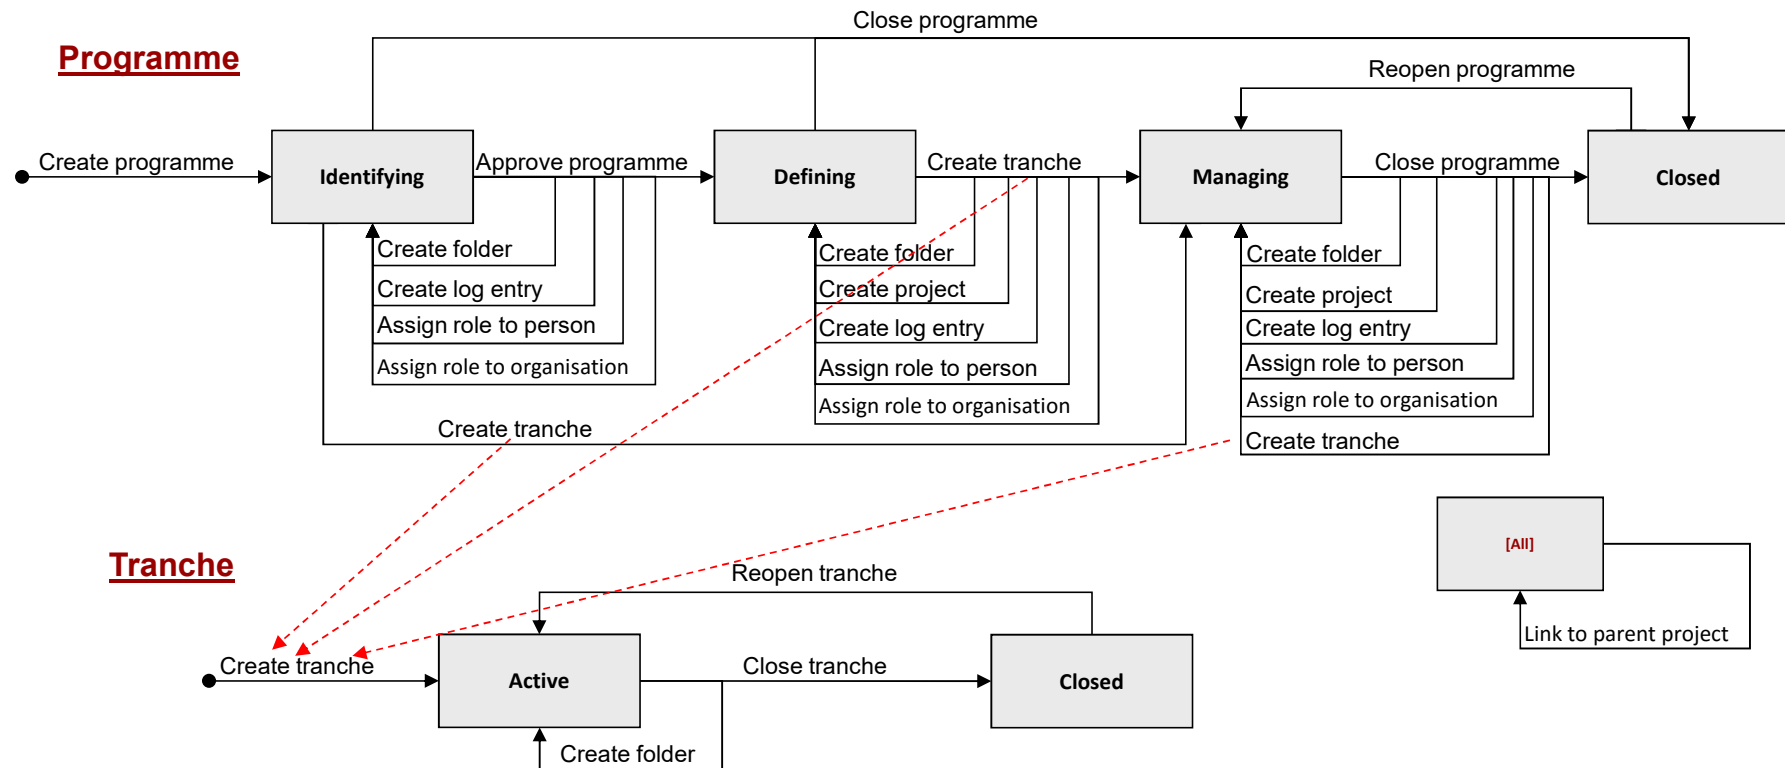 Close programme
Programme
Reopen programme
Create programme
Identifying
Approve programme
Defining
Create tranche
Managing
Close programme
Closed
Create folder
Create log entry
Assign role to person
Assign role to organisation
Create folder
Create project
Create log entry
Assign role to person
Assign role to organisation
Create folder
Create project
Create log entry
Assign role to person
Assign role to organisation
Create tranche
Create tranche
[All]
Link to parent project
Tranche
Reopen tranche
Create tranche
Active
Close tranche
Closed
Create folder